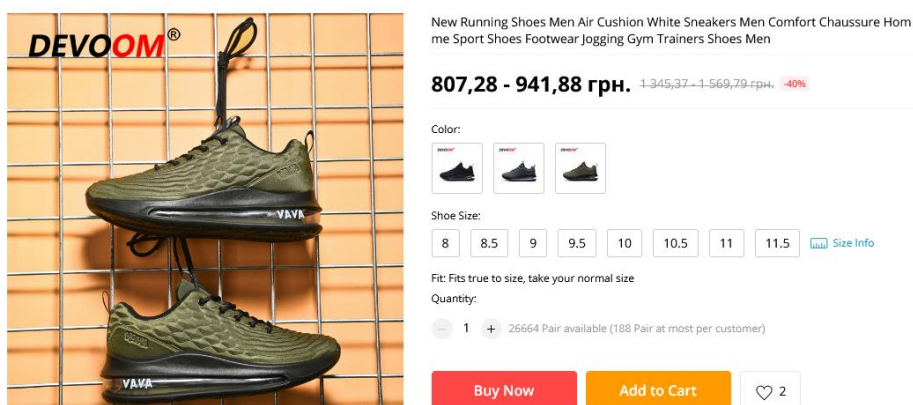 DEVOOM®
New Running Shoes Men Air Cushion White Sneakers Men Comfort Chaussure Hom
me Sport Shoes Footwear Jogging Gym Trainers Shoes Men
807,28 - 941,88 грн. 1 345,37 - 1 569,79 грн. -40%
Color:
DEVOOM DEVOOM DEVOOM
Shoe Size:
8 8.5 9 9.5 10 10.5 11 11.5 Size Info
Fit: Fits true to size, take your normal size
Quantity:
- 1 + 26664 Pair available (188 Pair at most per customer)
Buy Now Add to Cart 2
VAVA
VAVA